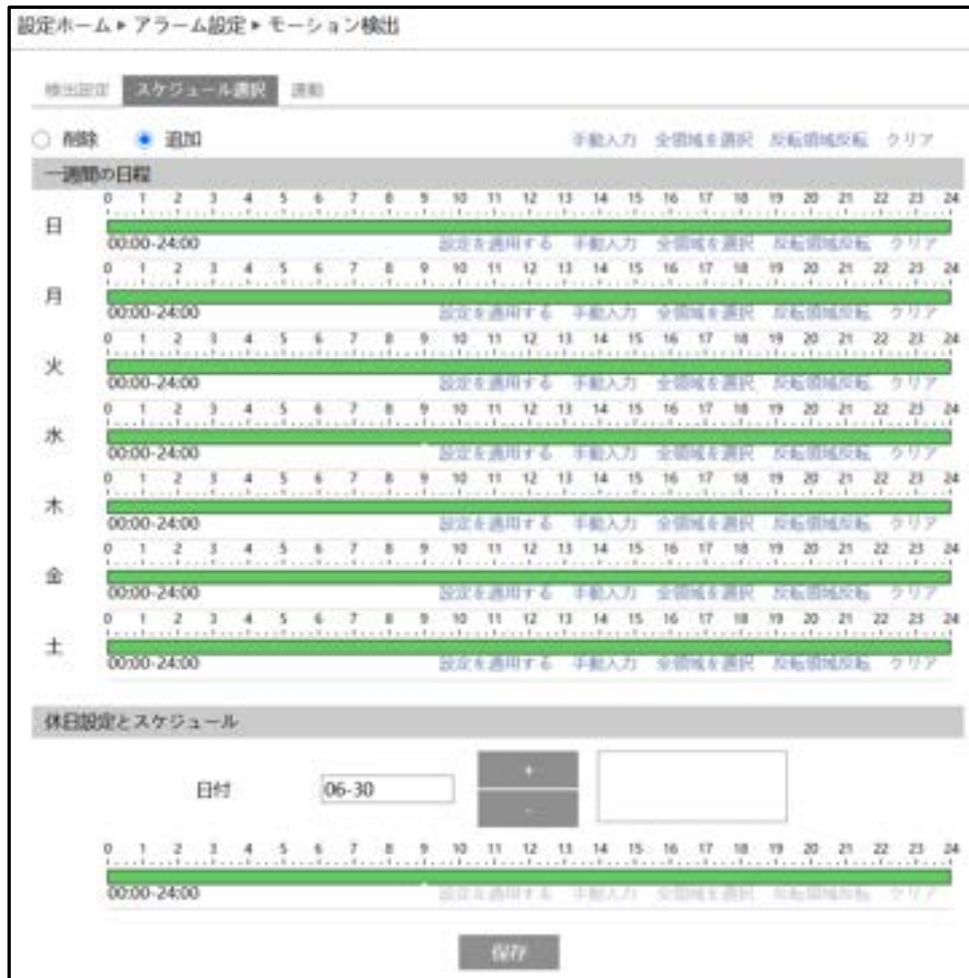 設定ホーム▶アラーム設定▶モーション検出
検出設定 スケジュール選択 連動
削除 追加 手動入力 全領域を選択 反転領域反転 クリア
一週間の日程
0 1 2 3 4 5 6 7 8 9 10 11 12 13 14 15 16 17 18 19 20 21 22 23 24
日
00:00-24:00 設定を適用する 手動入力 全領域を選択 反転領域反転 クリア
0 1 2 3 4 5 6 7 8 9 10 11 12 13 14 15 16 17 18 19 20 21 22 23 24
月
00:00-24:00 設定を適用する 手動入力 全領域を選択 反転領域反転 クリア
0 1 2 3 4 5 6 7 8 9 10 11 12 13 14 15 16 17 18 19 20 21 22 23 24
火
00:00-24:00 設定を適用する 手動入力 全領域を選択 反転領域反転 クリア
0 1 2 3 4 5 6 7 8 9 10 11 12 13 14 15 16 17 18 19 20 21 22 23 24
水
00:00-24:00 設定を適用する 手動入力 全領域を選択 反転領域反転 クリア
0 1 2 3 4 5 6 7 8 9 10 11 12 13 14 15 16 17 18 19 20 21 22 23 24
木
00:00-24:00 設定を適用する 手動入力 全領域を選択 反転領域反転 クリア
0 1 2 3 4 5 6 7 8 9 10 11 12 13 14 15 16 17 18 19 20 21 22 23 24
金
00:00-24:00 設定を適用する 手動入力 全領域を選択 反転領域反転 クリア
0 1 2 3 4 5 6 7 8 9 10 11 12 13 14 15 16 17 18 19 20 21 22 23 24
土
00:00-24:00 設定を適用する 手動入力 全領域を選択 反転領域反転 クリア
休日設定とスケジュール
日付 06-30 +
-
0 1 2 3 4 5 6 7 8 9 10 11 12 13 14 15 16 17 18 19 20 21 22 23 24
00:00-24:00 設定を適用する 手動入力 全領域を選択 反転領域反転 クリア
保存